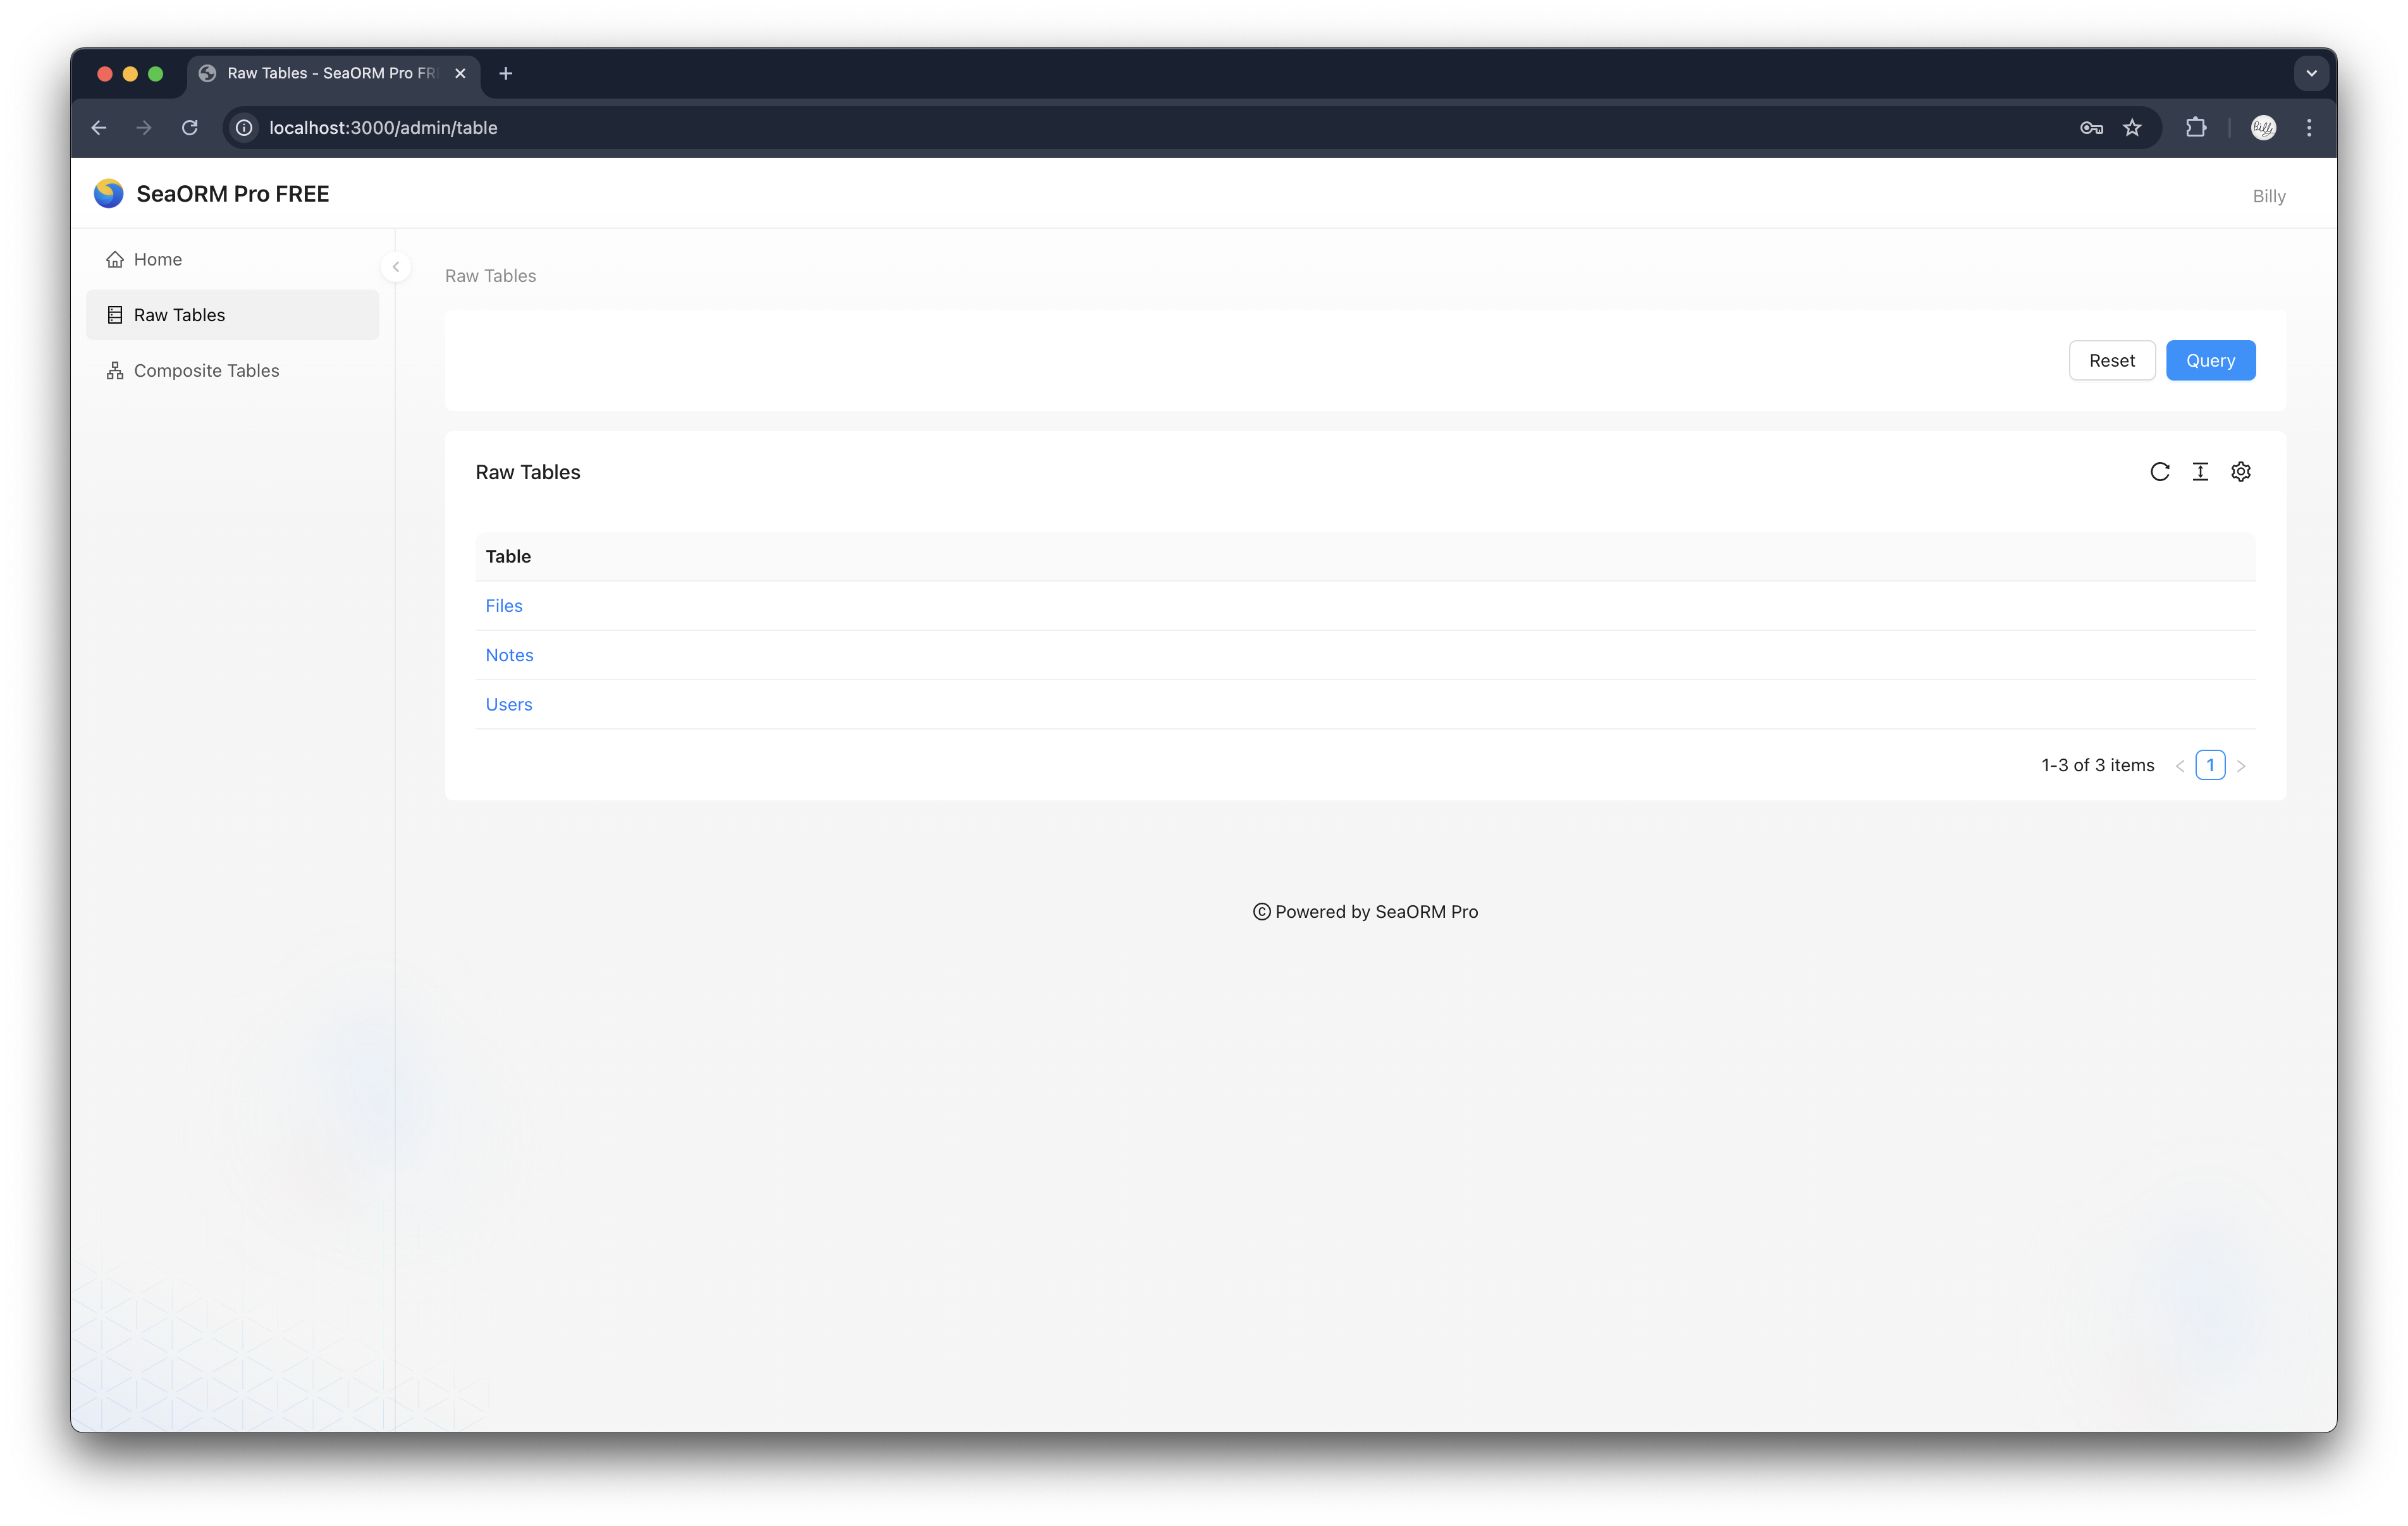 Raw Tables - SeaORM Pro FR
localhost:3000/admin/table
Billy
SeaORM Pro FREE
Billy
Home
Raw Tables
Composite Tables
Raw Tables
Reset
Query
Raw Tables
Table
Files
Notes
Users
1-3 of 3 items
1
© Powered by SeaORM Pro